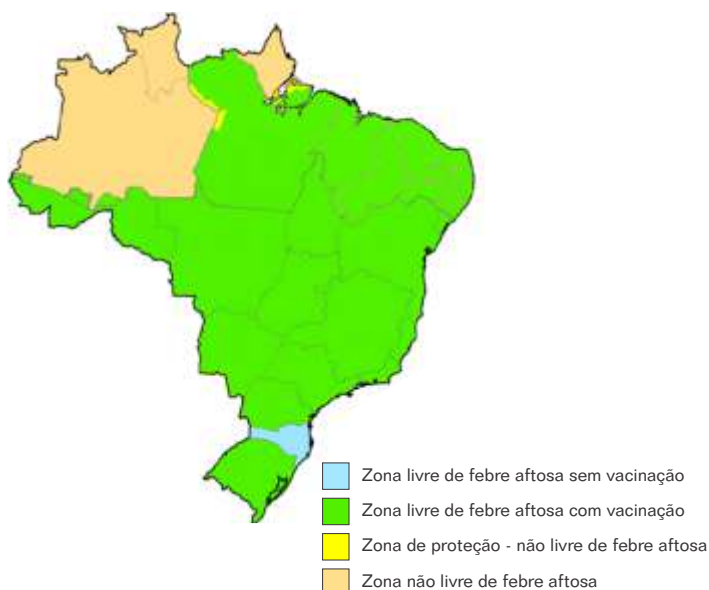 Zona livre de febre aftosa sem vacinação
Zona livre de febre aftosa com vacinação
Zona de proteção - não livre de febre aftosa
Zona não livre de febre aftosa